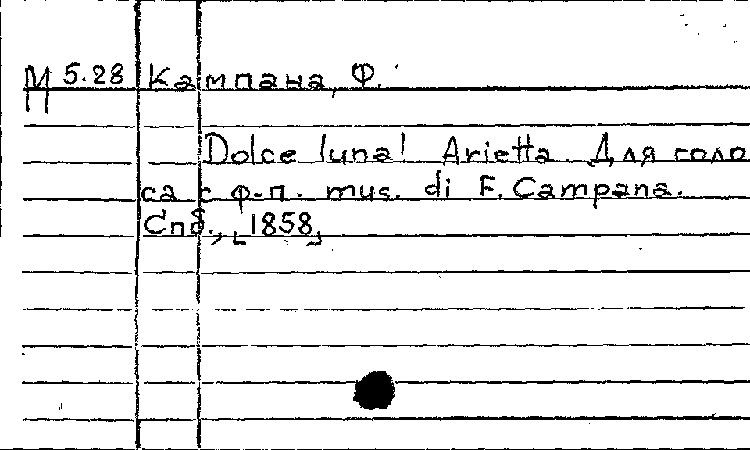 М 5.28 Кампана, Ф.
П
Dolce luna! Arietta. Для голо
са с ф-п. mus. di F. Campana.
Спб., [1858]